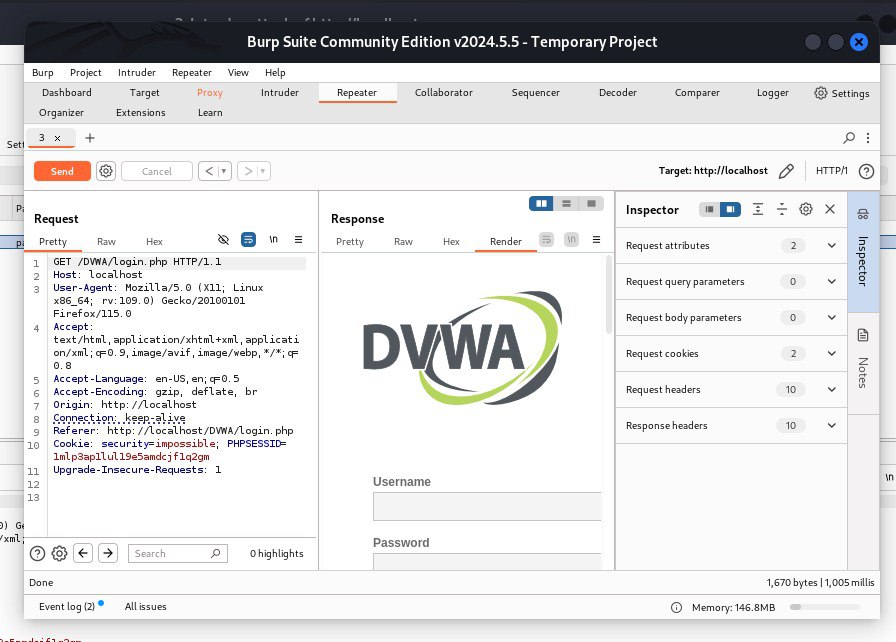 Burp Suite Community Edition v2024.5.5 - Temporary Project
Burp Project Intruder Repeater View Help
Dashboard Target Proxy Intruder Repeater Collaborator Sequencer Decoder Comparer Logger Settings
Organizer Extensions Learn
3 × +
Send Cancel < > Target: http://localhost HTTP/1 ?
Request
Pretty Raw Hex \n
1 GET /DVWA/login.php HTTP/1.1
2 Host: localhost
3 User-Agent: Mozilla/5.0 (X11; Linux
x86_64; rv:109.0) Gecko/20100101
Firefox/115.0
4 Accept:
text/html,application/xhtml+xml,applicati
on/xml;q=0.9,image/avif,image/webp,*/*;q=
0.8
5 Accept-Language: en-US,en;q=0.5
6 Accept-Encoding: gzip, deflate, br
7 Origin: http://localhost
8 Connection: keep-alive
9 Referer: http://localhost/DVWA/login.php
10 Cookie: security=impossible; PHPSESSID=
1mlp3ap1lul19e5amdcjf1q2gm
11 Upgrade-Insecure-Requests: 1
12
13
? Search 0 highlights
Response
Pretty Raw Hex Render \n
DVWA
Username
Password
Inspector
Request attributes 2
Request query parameters 0
Request body parameters 0
Request cookies 2
Request headers 10
Response headers 10
Inspector
Notes
Done 1,670 bytes | 1,005 millis
Event log (2) All issues Memory: 146.8MB